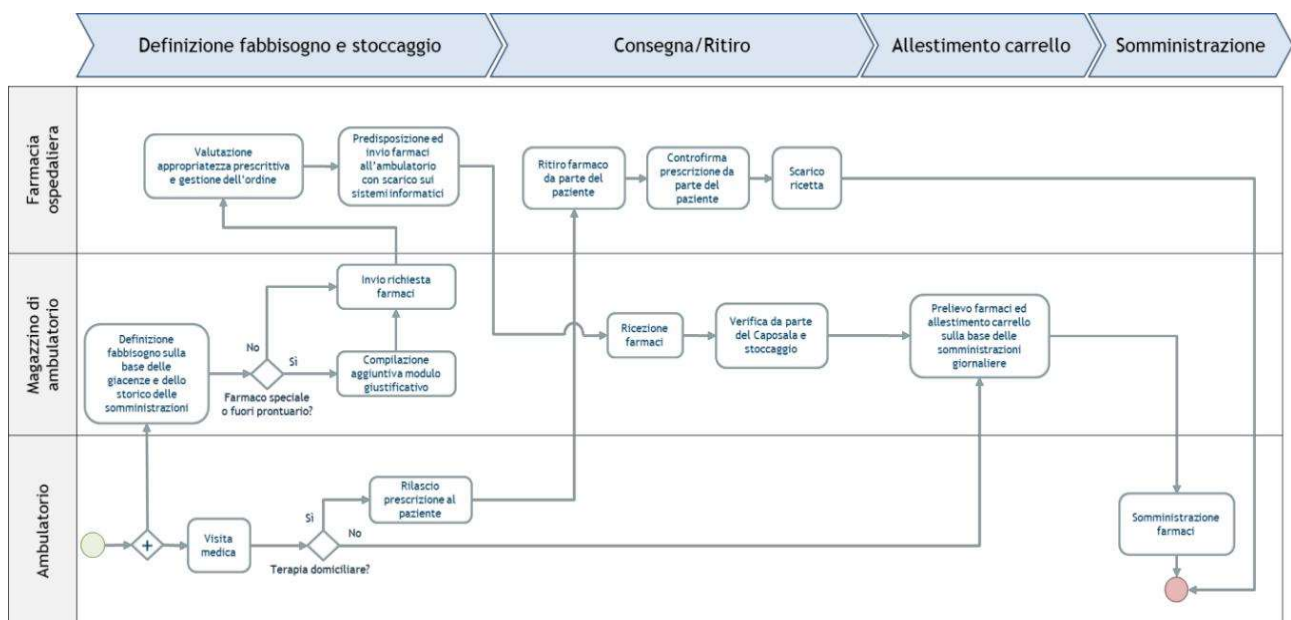 Definizione fabbisogno e stoccaggio
Consegna/Ritiro
Allestimento carrello
Somministrazione
Farmacia
ospedaliera
Valutazione
appropriatezza prescrittiva
e gestione dell'ordine
Predisposizione ed
invio farmaci
all'ambulatorio
con scarico sui
sistemi informatici
Ritiro farmaco
da parte del
paziente
Controfirma
prescrizione da
parte del
paziente
Scarico
ricetta
Magazzino di
ambulatorio
Definizione
fabbisogno sulla
base delle
giacenze e dello
storico delle
somministrazioni
No
Sì
Farmaco speciale
o fuori prontuario?
Invio richiesta
farmaci
Compilazione
aggiuntiva modulo
giustificativo
Ricezione
farmaci
Verifica da parte
del Caposala e
stoccaggio
Prelievo farmaci ed
allestimento carrello
sulla base delle
somministrazioni
giornaliere
Ambulatorio
+
Visita
medica
Sì
No
Terapia domiciliare?
Rilascio
prescrizione al
paziente
Somministrazione
farmaci